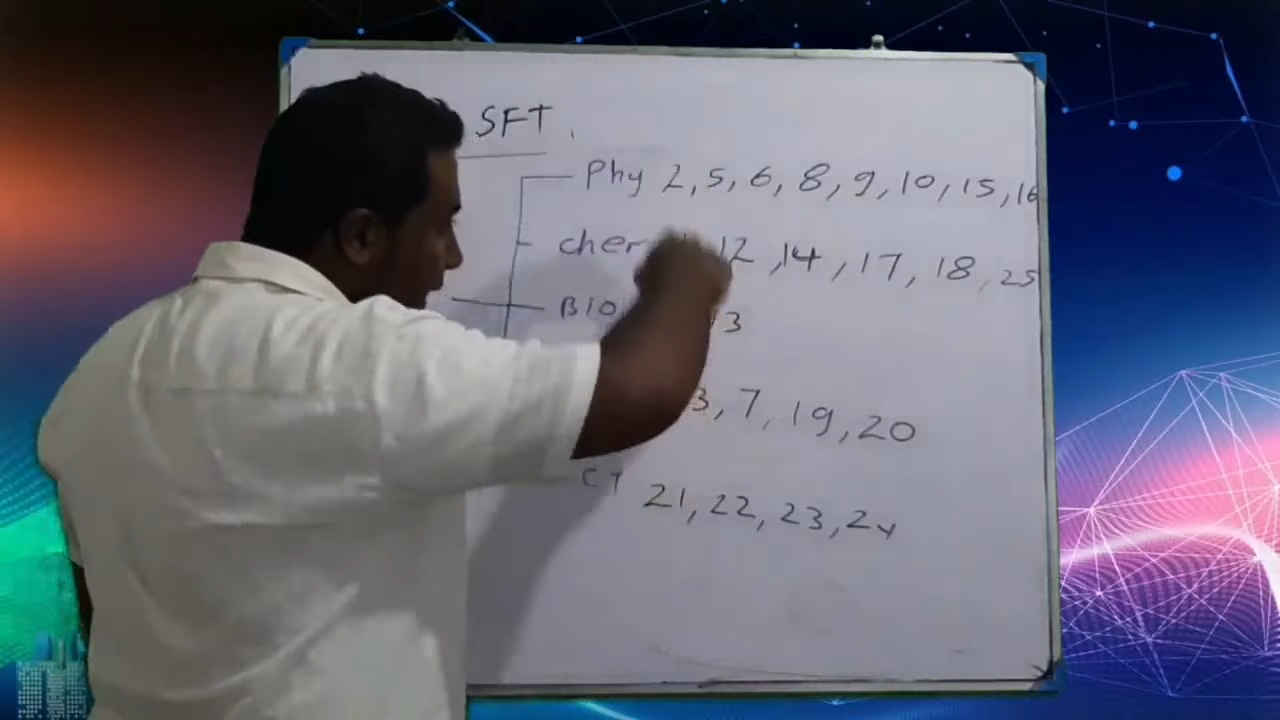 SFT
Phy 2, 5, 6, 8, 9, 10, 15, 16
12, 14, 17, 18, 25
BIO
3, 7, 19, 20
21, 22, 23, 24